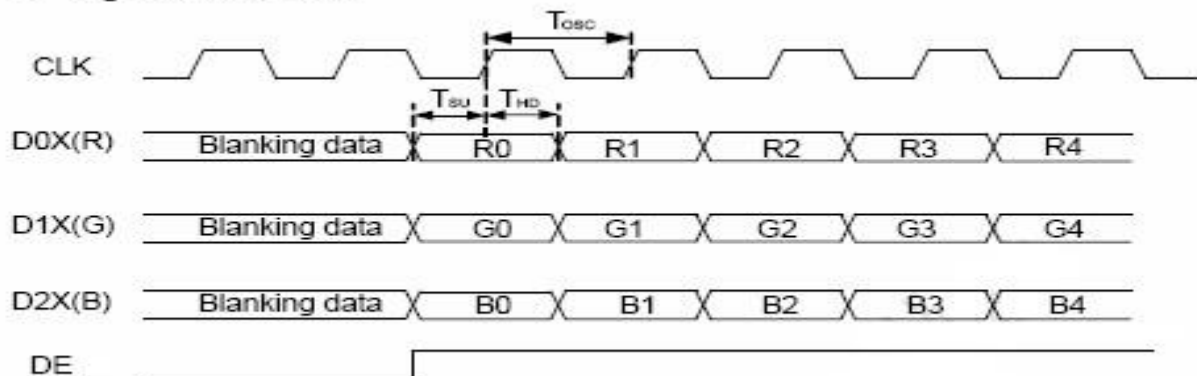 Tosc
CLK
TSU THD
D0X(R) Blanking data R0 R1 R2 R3 R4
D1X(G) Blanking data G0 G1 G2 G3 G4
D2X(B) Blanking data B0 B1 B2 B3 B4
DE